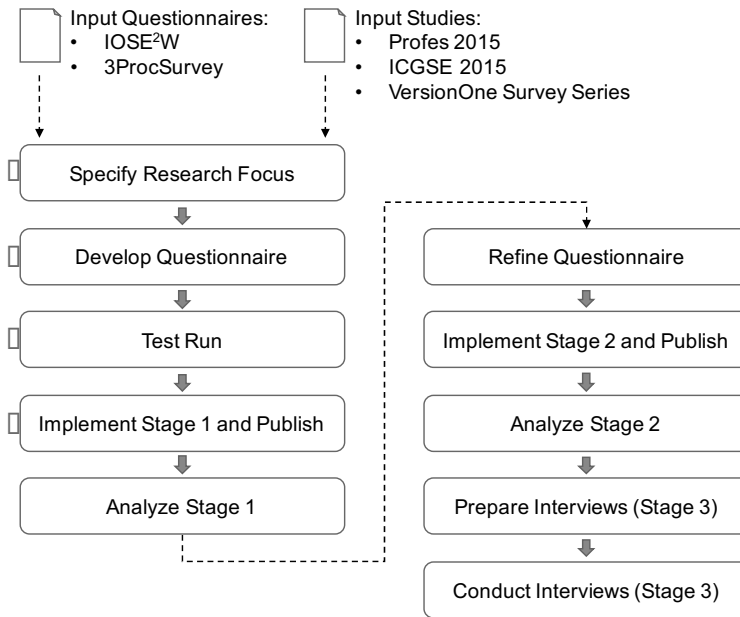 Input Questionnaires:
• IOSE²W
• 3ProcSurvey
Input Studies:
• Profes 2015
• ICGSE 2015
• VersionOne Survey Series
Specify Research Focus
Develop Questionnaire
Test Run
Implement Stage 1 and Publish
Analyze Stage 1
Refine Questionnaire
Implement Stage 2 and Publish
Analyze Stage 2
Prepare Interviews (Stage 3)
Conduct Interviews (Stage 3)